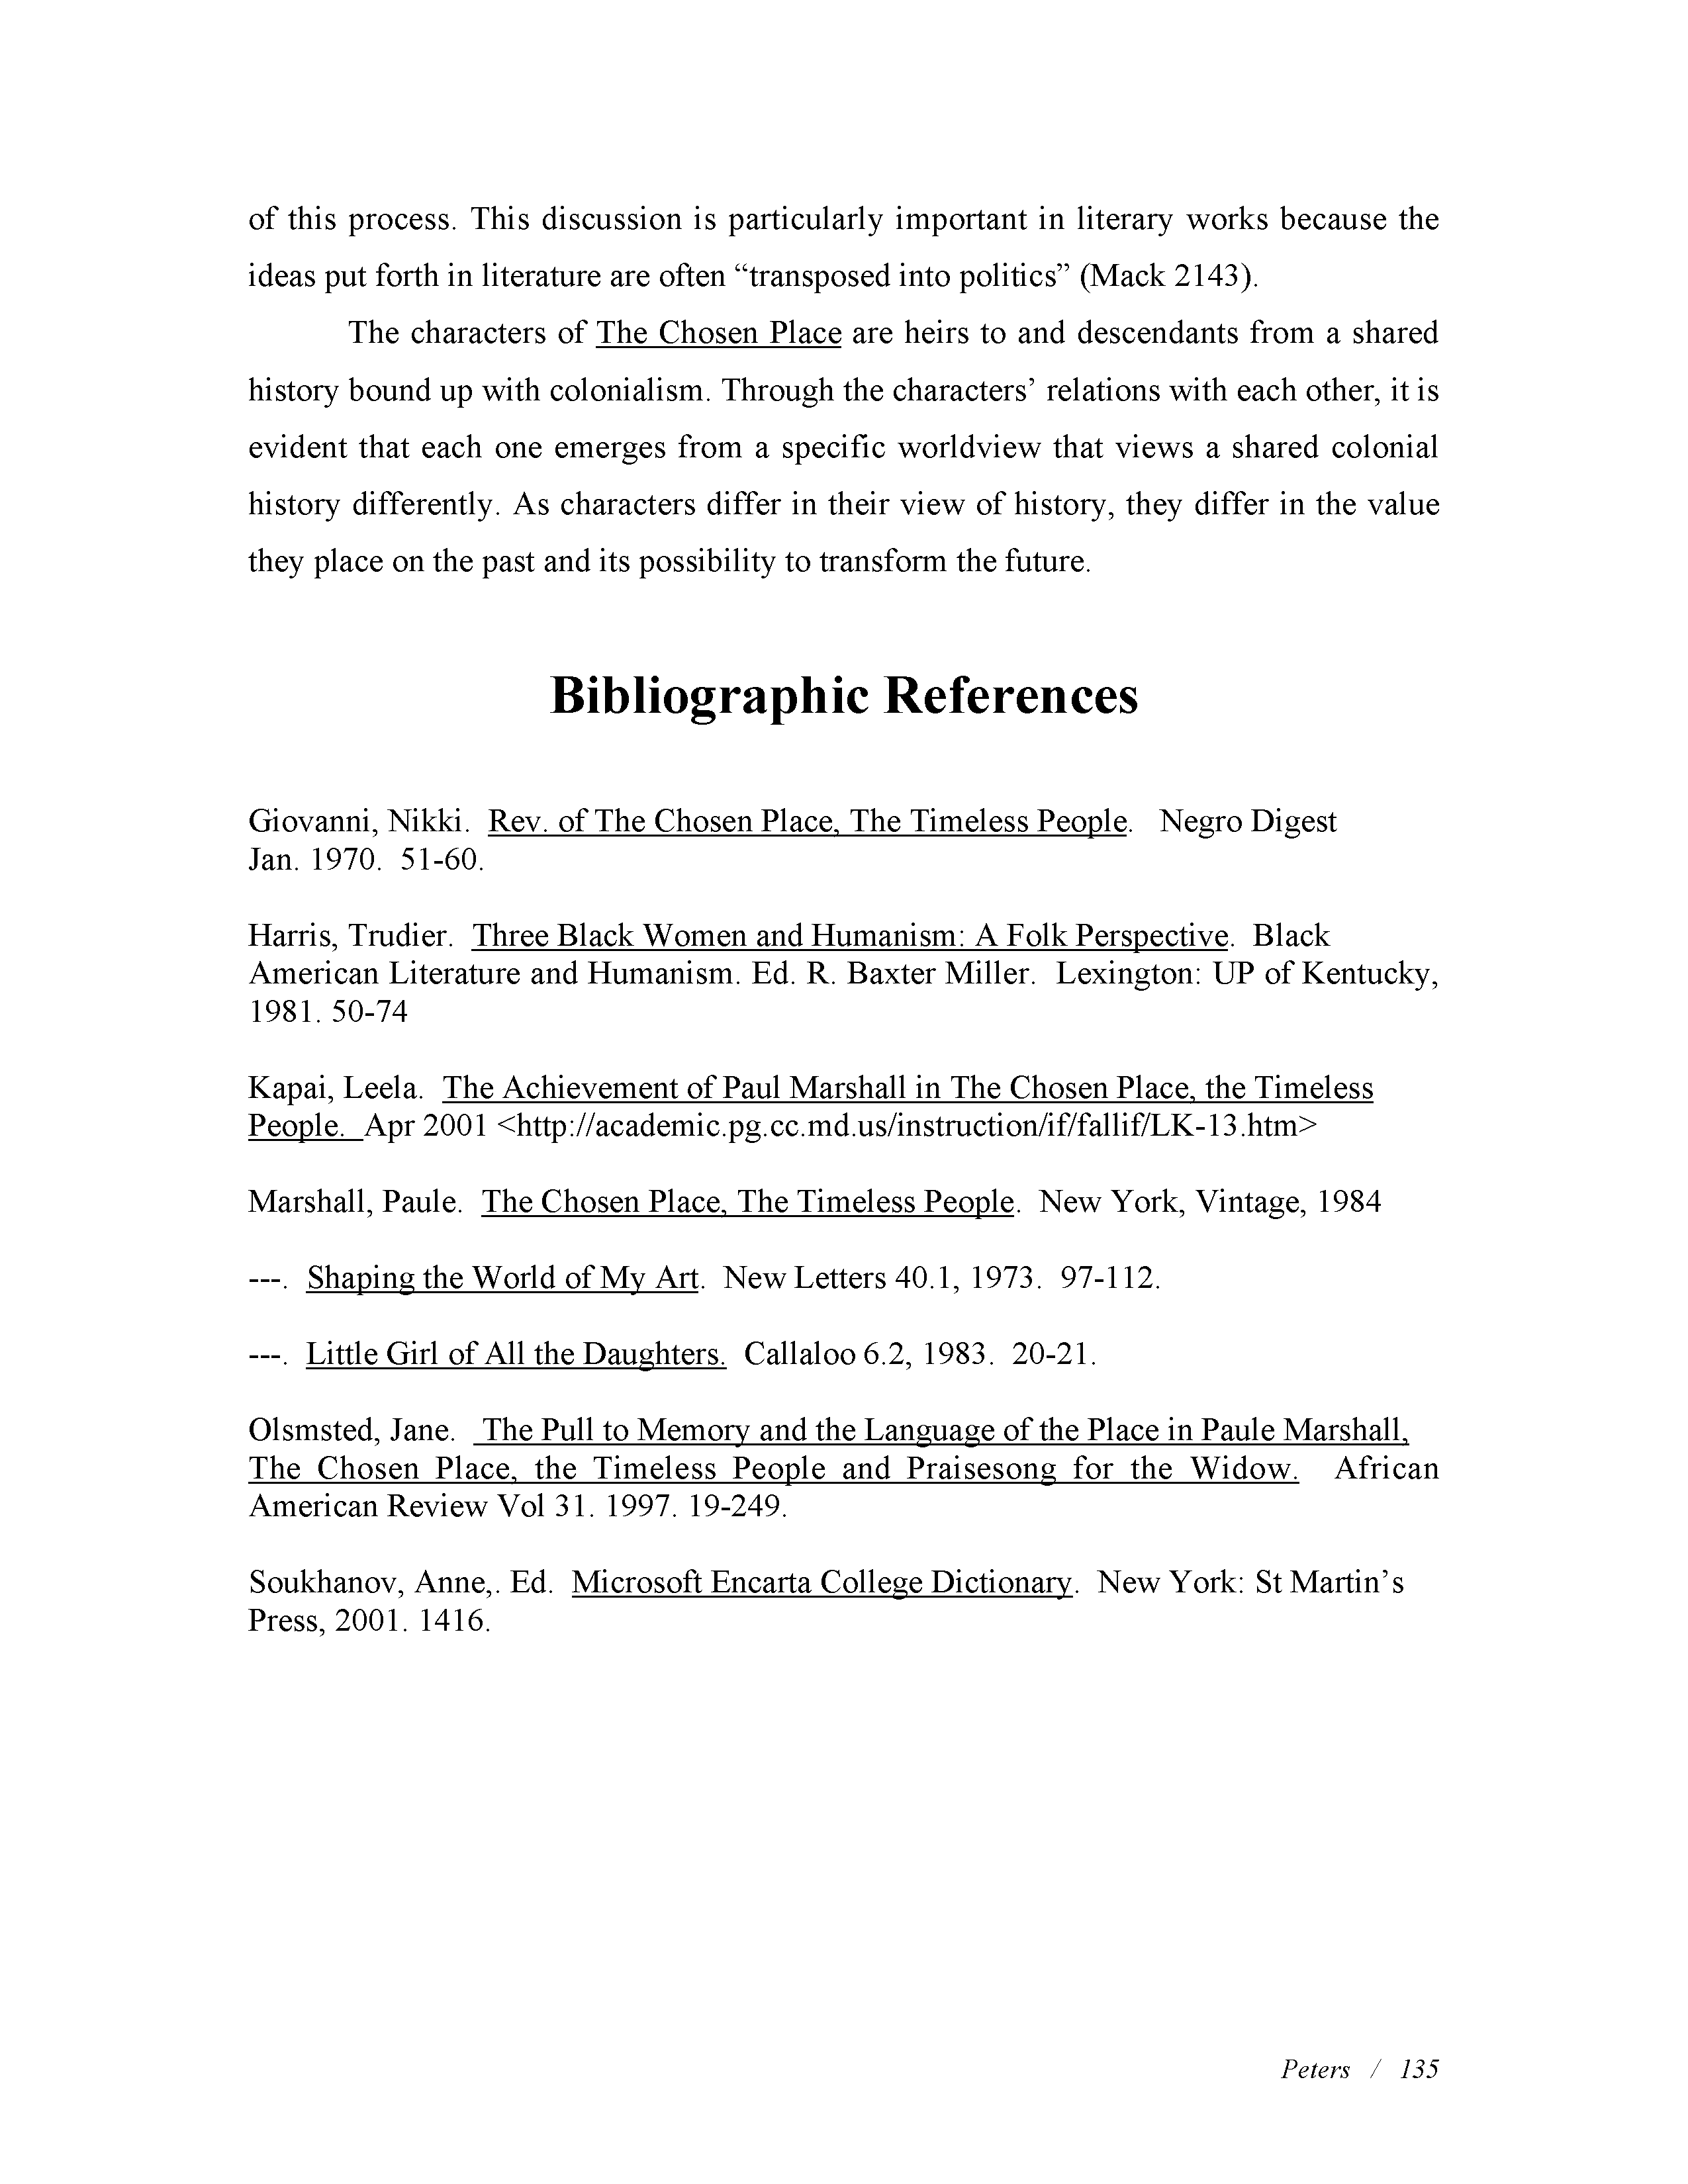 of this process. This discussion is particularly important in literary works because the
ideas put forth in literature are often “transposed into politics” (Mack 2143).
The characters of The Chosen Place are heirs to and descendants from a shared
history bound up with colonialism. Through the characters’ relations with each other, it is
evident that each one emerges from a specific worldview that views a shared colonial
history differently. As characters differ in their view of history, they differ in the value
they place on the past and its possibility to transform the future.
Bibliographic References
Giovanni, Nikki. Rev. of The Chosen Place, The Timeless People. Negro Digest
Jan. 1970. 51-60.
Harris, Trudier. Three Black Women and Humanism: A Folk Perspective. Black
American Literature and Humanism. Ed. R. Baxter Miller. Lexington: UP of Kentucky,
1981. 50-74
Kapai, Leela. The Achievement of Paul Marshall in The Chosen Place, the Timeless
People. Apr 2001 <http://academic.pg.cc.md.us/instruction/if/fallif/LK-13.htm>
Marshall, Paule. The Chosen Place, The Timeless People. New York, Vintage, 1984
---. Shaping the World of My Art. New Letters 40.1, 1973. 97-112.
---. Little Girl of All the Daughters. Callaloo 6.2, 1983. 20-21.
Olsmsted, Jane. The Pull to Memory and the Language of the Place in Paule Marshall,
The Chosen Place, the Timeless People and Praisesong for the Widow. African
American Review Vol 31. 1997. 19-249.
Soukhanov, Anne,. Ed. Microsoft Encarta College Dictionary. New York: St Martin’s
Press, 2001. 1416.
Peters / 135